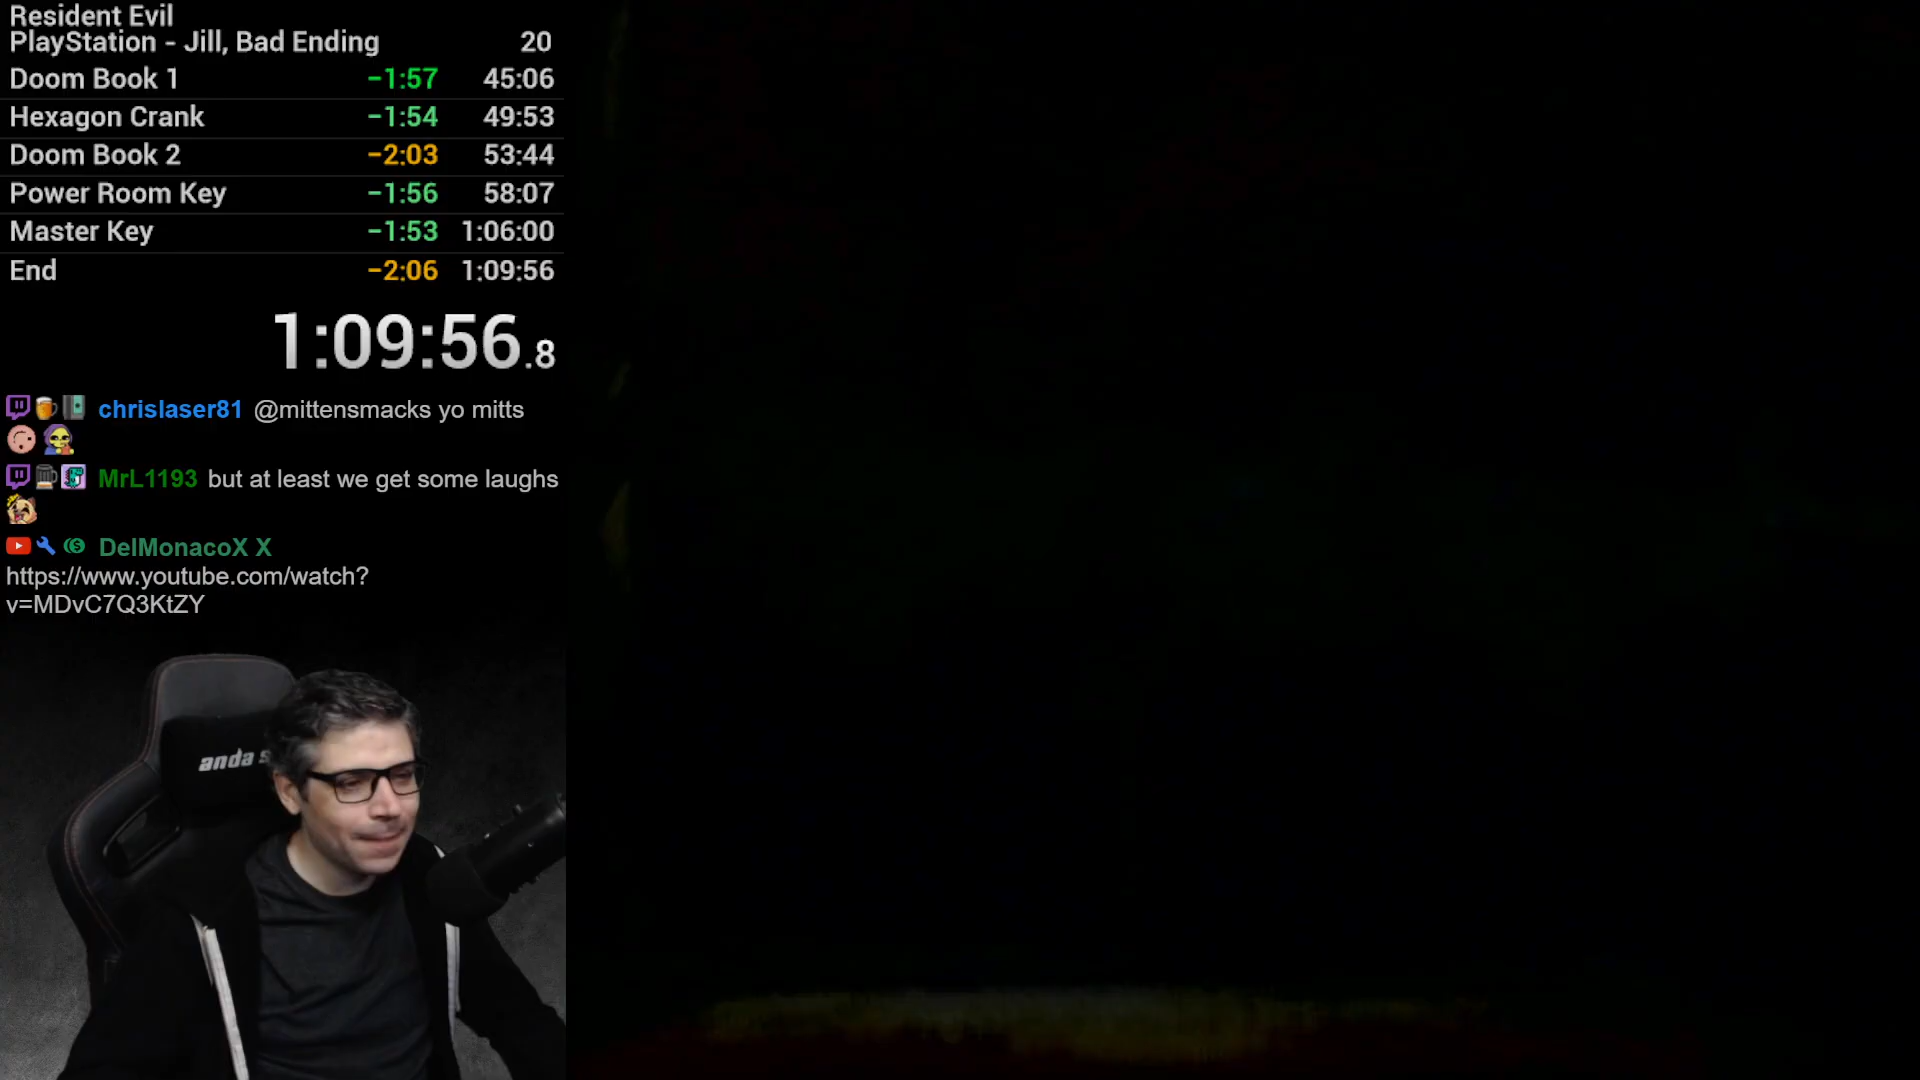 Resident Evil
PlayStation - Jill, Bad Ending 20
Doom Book 1 -1:57 45:06
Hexagon Crank -1:54 49:53
Doom Book 2 -2:03 53:44
Power Room Key -1:56 58:07
Master Key -1:53 1:06:00
End -2:06 1:09:56
1:09:56.8
chrislaser81 @mittensmacks yo mitts
MrL1193 but at least we get some laughs
DelMonacoX X
https://www.youtube.com/watch?
v=MDvC7Q3KtZY
anda s